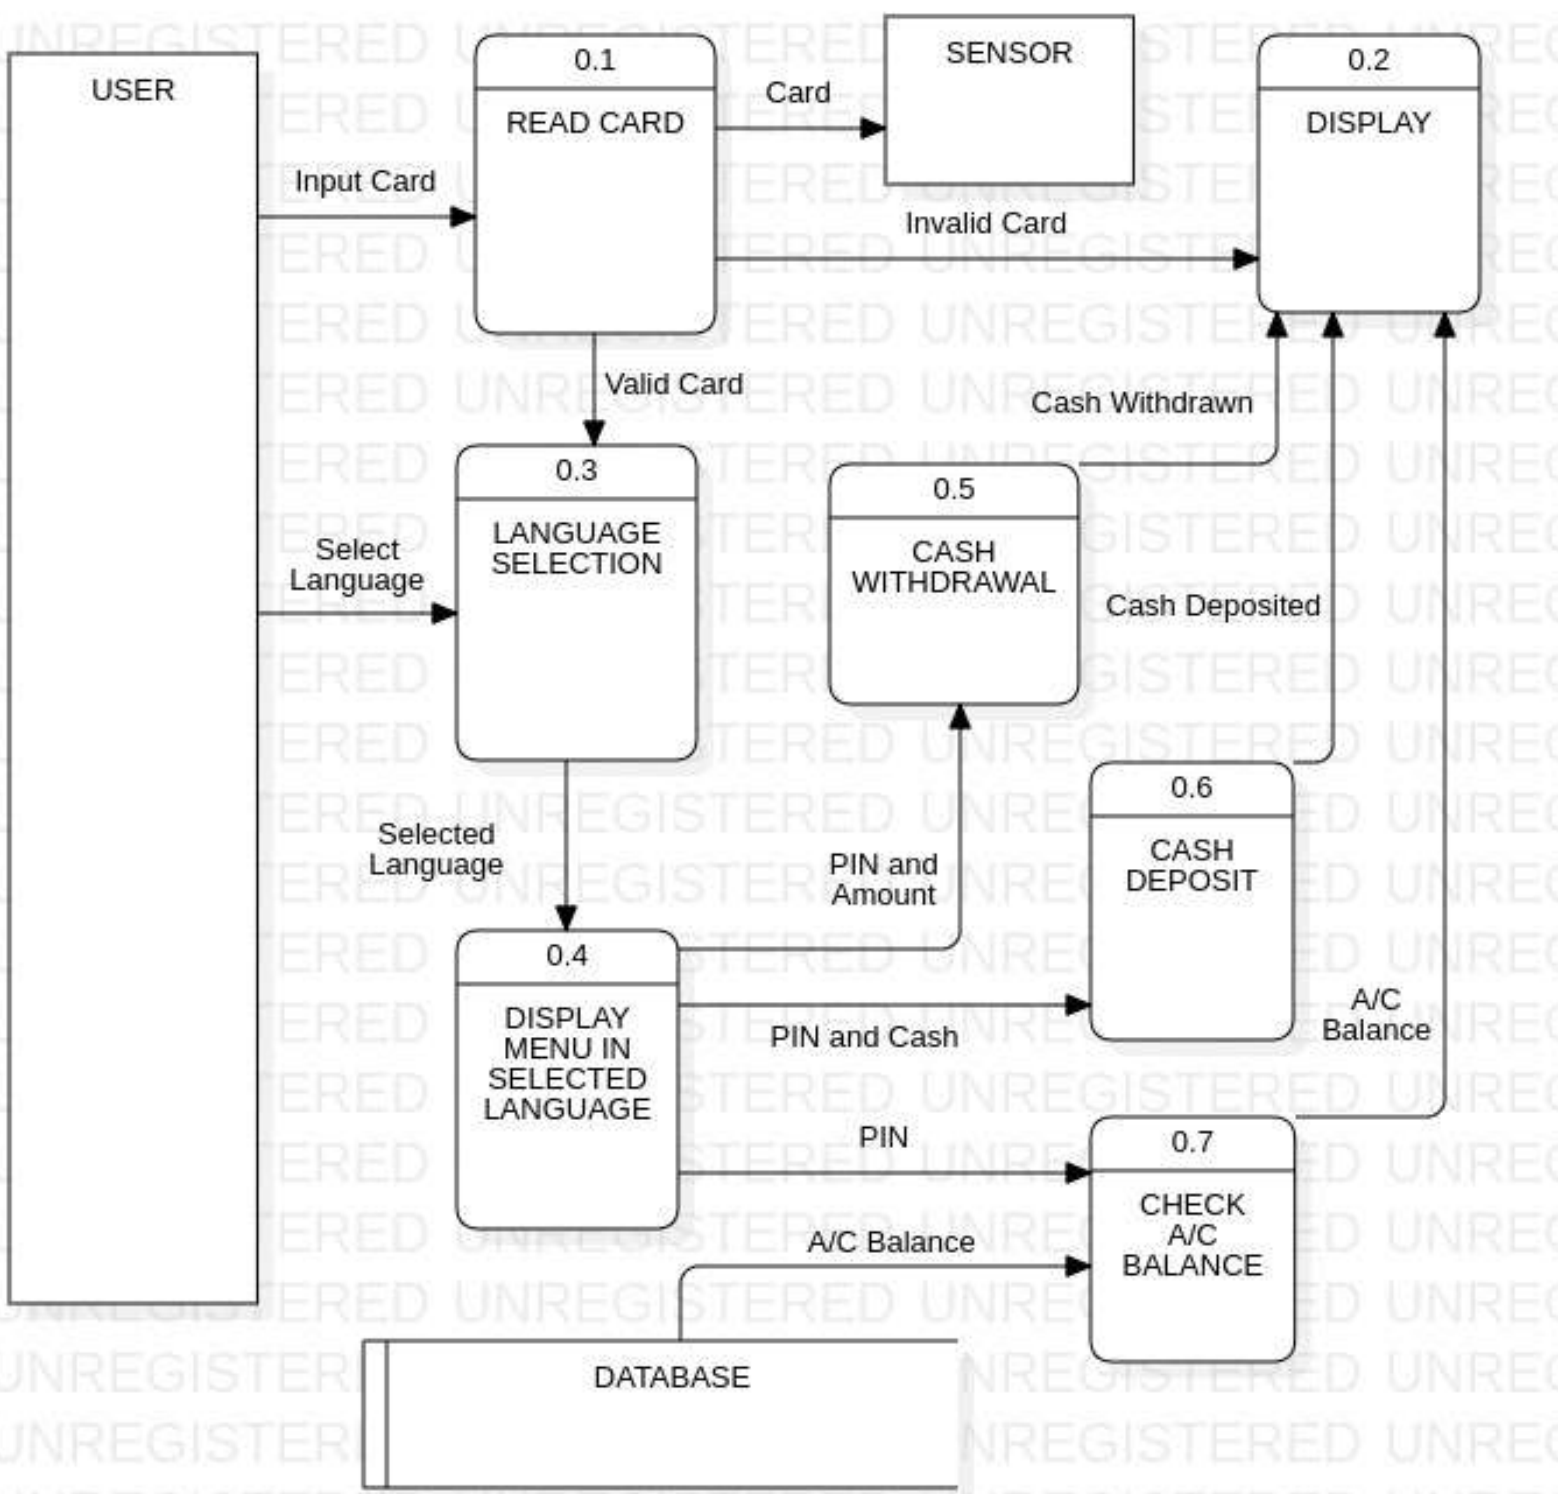 USER
0.1
READ CARD
SENSOR
0.2
DISPLAY
Card
Input Card
Invalid Card
Valid Card
Cash Withdrawn
0.3
LANGUAGE
SELECTION
0.5
CASH
WITHDRAWAL
Select
Language
Cash Deposited
0.6
CASH
DEPOSIT
Selected
Language
PIN and
Amount
0.4
DISPLAY
MENU IN
SELECTED
LANGUAGE
PIN and Cash
A/C
Balance
PIN
0.7
CHECK
A/C
BALANCE
A/C Balance
DATABASE
UNREGISTERED